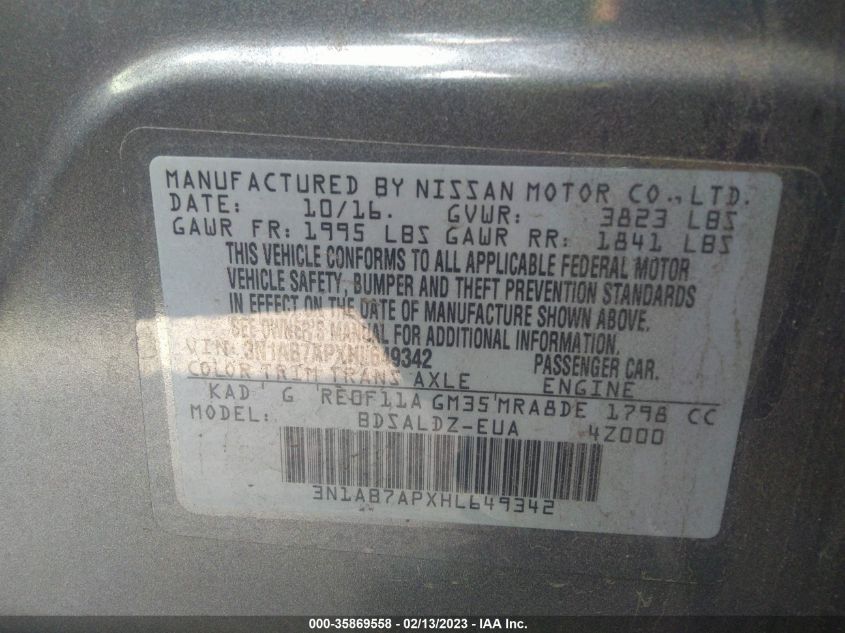 MANUFACTURED BY NISSAN MOTOR CO., LTD.
DATE: 10/16. GVWR: 3823 LBS
GAWR FR: 1995 LBS GAWR RR: 1841 LBS
THIS VEHICLE CONFORMS TO ALL APPLICABLE FEDERAL MOTOR
VEHICLE SAFETY, BUMPER AND THEFT PREVENTION STANDARDS
IN EFFECT ON THE DATE OF MANUFACTURE SHOWN ABOVE.
SEE OWNER'S MANUAL FOR ADDITIONAL INFORMATION.
VIN: 3N1AB7APXHL649342 PASSENGER CAR.
COLOR TRIM TRANS AXLE ENGINE
KAD ' G 'RE0F11A GM35'MRA8DE 1798 CC
MODEL: BDSALDZ-EUA 4Z000
3N1AB7APXHL649342
000-35869558 - 02/13/2023 - IAA Inc.